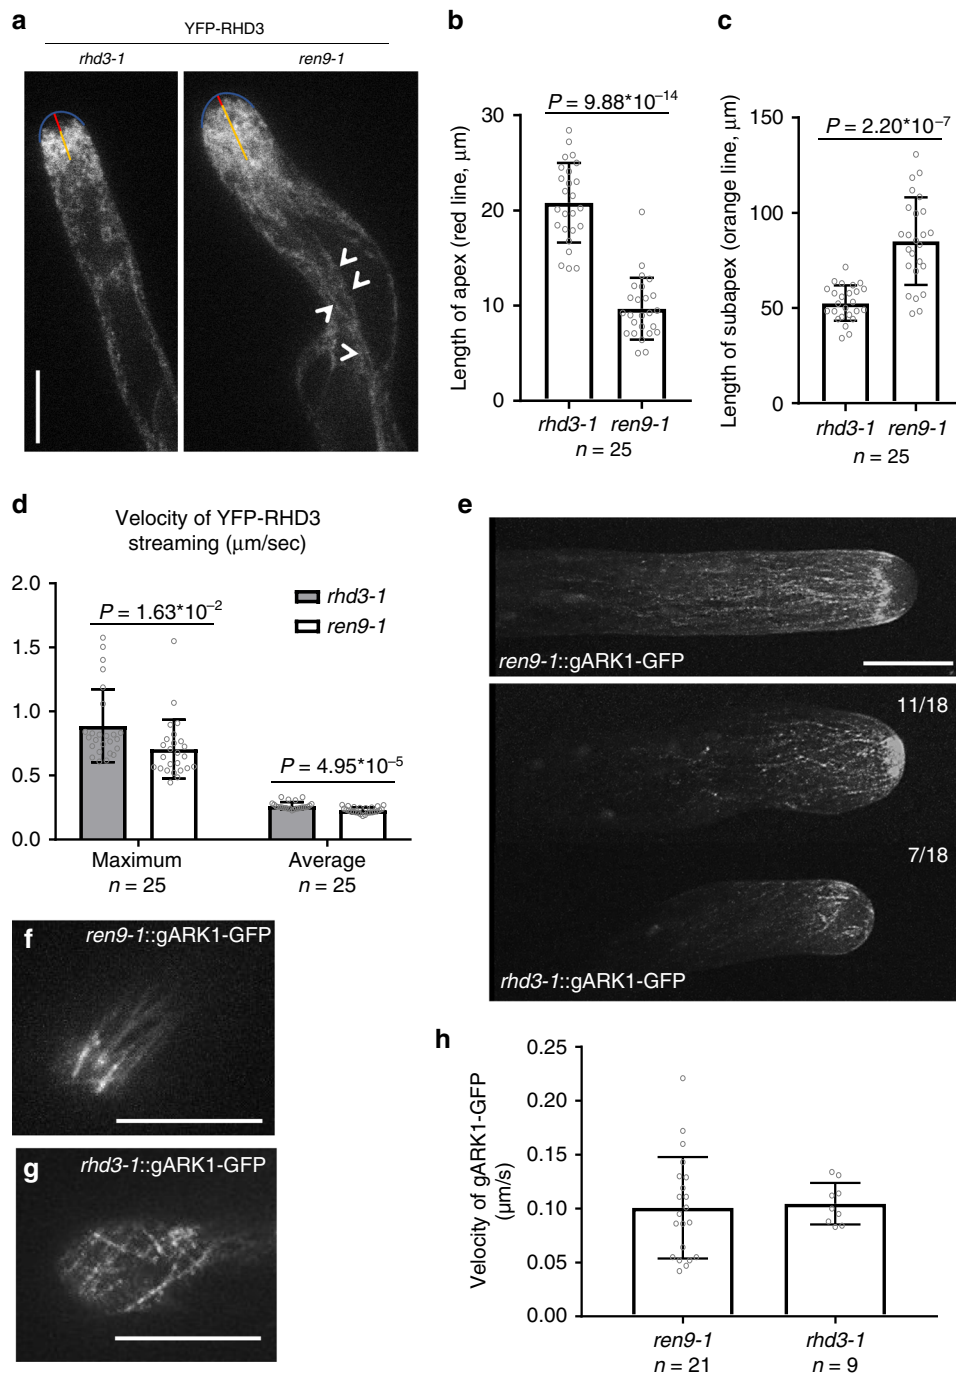 a
YFP-RHD3
rhd3-1 ren9-1
b
P = 9.88*10–14
Length of apex (red line, μm)
30
20
10
0
rhd3-1 ren9-1
n = 25
c
P = 2.20*10–7
Length of subapex (orange line, μm)
150
100
50
0
rhd3-1 ren9-1
n = 25
d
Velocity of YFP-RHD3
streaming (μm/sec)
2.0
1.5
1.0
0.5
0.0
rhd3-1
ren9-1
P = 1.63*10–2
P = 4.95*10–5
Maximum Average
n = 25 n = 25
e
ren9-1::gARK1-GFP
11/18
7/18
rhd3-1::gARK1-GFP
f
ren9-1::gARK1-GFP
g
rhd3-1::gARK1-GFP
h
Velocity of gARK1-GFP
(μm/s)
0.25
0.20
0.15
0.10
0.05
0.00
ren9-1 rhd3-1
n = 21 n = 9